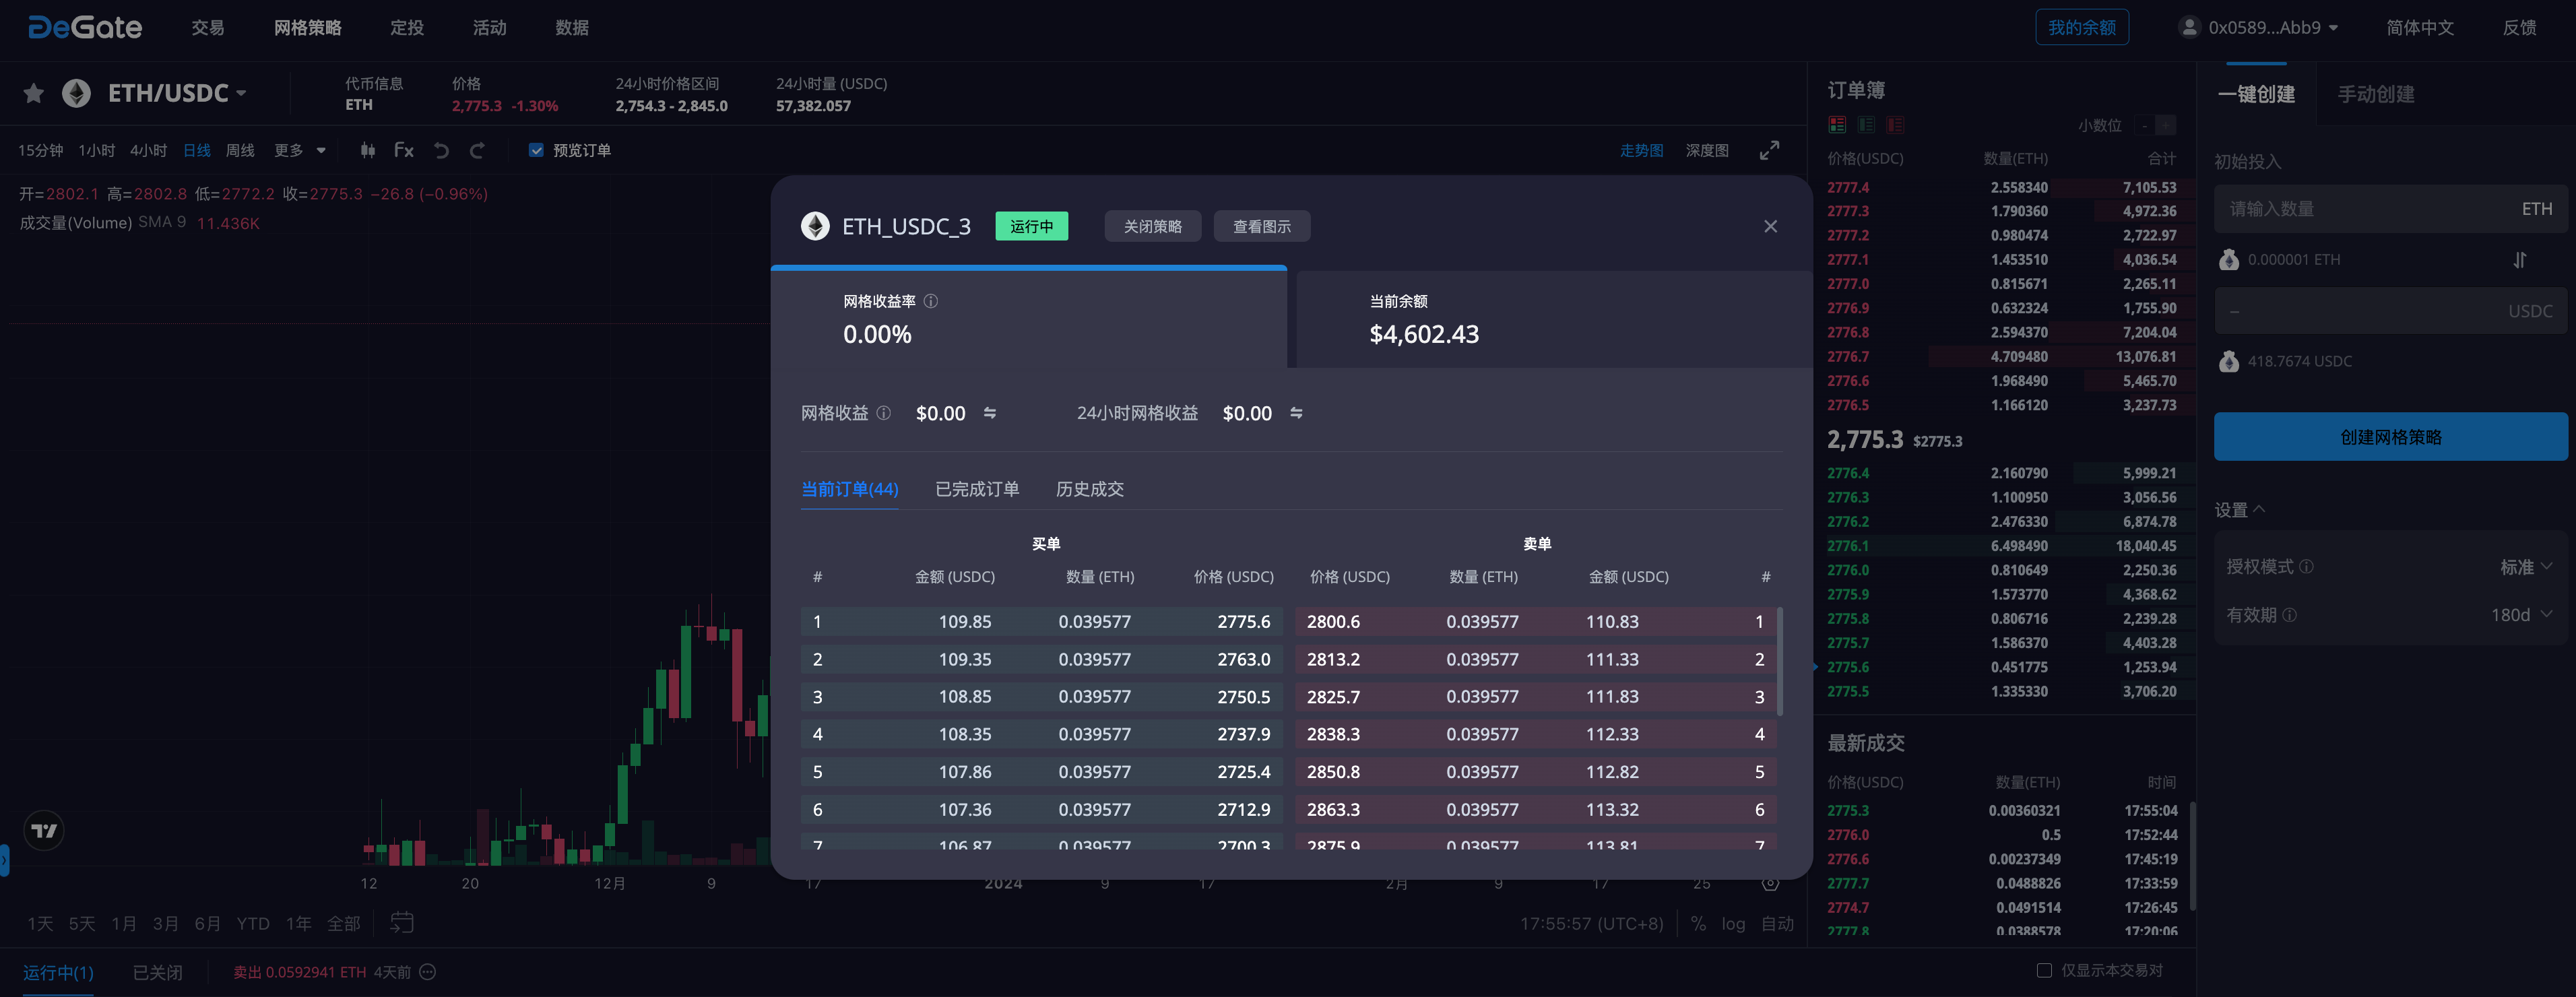 DeGate 交易 网格策略 定投 活动 数据 我的余额 0x0589...Abb9 简体中文 反馈
ETH/USDC
代币信息 价格 24小时价格区间 24小时量 (USDC)
ETH 2,775.3 -1.30% 2,754.3 - 2,845.0 57,382.057
15分钟 1小时 4小时 日线 周线 更多 Fx 预览订单 走势图 深度图
开=2802.1 高=2802.8 低=2772.2 收=2775.3 −26.8 (−0.96%)
成交量(Volume) SMA 9 11.436K
ETH_USDC_3 运行中 关闭策略 查看图示
网格收益率 当前余额
0.00% $4,602.43
网格收益 $0.00 24小时网格收益 $0.00
当前订单(44) 已完成订单 历史成交
买单 卖单
# 金额 (USDC) 数量 (ETH) 价格 (USDC) 价格 (USDC) 数量 (ETH) 金额 (USDC) #
1 109.85 0.039577 2775.6 2800.6 0.039577 110.83 1
2 109.35 0.039577 2763.0 2813.2 0.039577 111.33 2
3 108.85 0.039577 2750.5 2825.7 0.039577 111.83 3
4 108.35 0.039577 2737.9 2838.3 0.039577 112.33 4
5 107.86 0.039577 2725.4 2850.8 0.039577 112.82 5
6 107.36 0.039577 2712.9 2863.3 0.039577 113.32 6
7 106.87 0.039577 2700.3 2875.9 0.039577 113.81 7
12 20 12月 9 17 2024 9 17 2月 9 17 25
1天 5天 1月 3月 6月 YTD 1年 全部 17:55:57 (UTC+8) % log 自动
运行中(1) 已关闭 卖出 0.0592941 ETH 4天前 仅显示本交易对
订单簿
小数位 - +
价格(USDC) 数量(ETH) 合计
2777.4 2.558340 7,105.53
2777.3 1.790360 4,972.36
2777.2 0.980474 2,722.97
2777.1 1.453510 4,036.54
2777.0 0.815671 2,265.11
2776.9 0.632324 1,755.90
2776.8 2.594370 7,204.04
2776.7 4.709480 13,076.81
2776.6 1.968490 5,465.70
2776.5 1.166120 3,237.73
2,775.3 $2775.3
2776.4 2.160790 5,999.21
2776.3 1.100950 3,056.56
2776.2 2.476330 6,874.78
2776.1 6.498490 18,040.45
2776.0 0.810649 2,250.36
2775.9 1.573770 4,368.62
2775.8 0.806716 2,239.28
2775.7 1.586370 4,403.28
2775.6 0.451775 1,253.94
2775.5 1.335330 3,706.20
最新成交
价格(USDC) 数量(ETH) 时间
2775.3 0.00360321 17:55:04
2776.0 0.5 17:52:44
2776.6 0.00237349 17:45:19
2777.7 0.0488826 17:33:59
2774.7 0.0491514 17:26:45
2777.8 0.0388578 17:20:06
一键创建 手动创建
初始投入
请输入数量 ETH
0.000001 ETH
– USDC
418.7674 USDC
创建网格策略
设置
授权模式 标准
有效期 180d